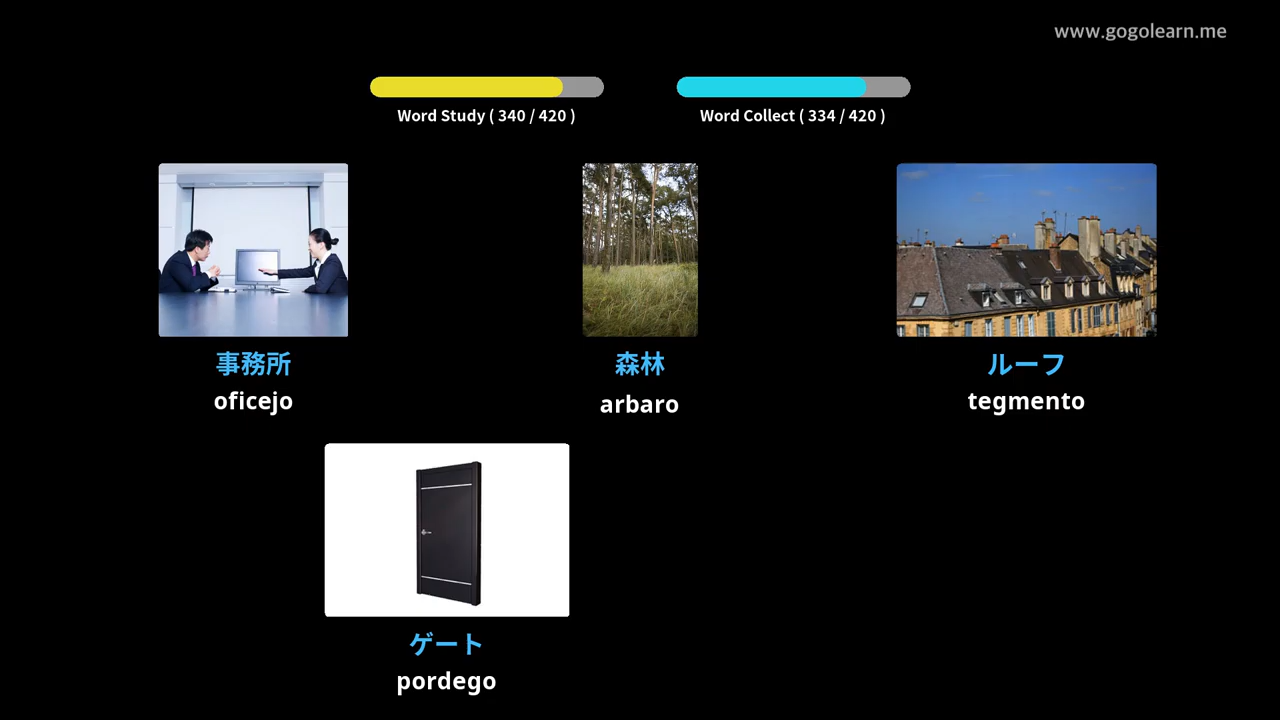 www.gogolearn.me
Word Study ( 340 / 420 )
Word Collect ( 334 / 420 )
事務所
oficejo
森林
arbaro
ルーフ
tegmento
ゲート
pordego